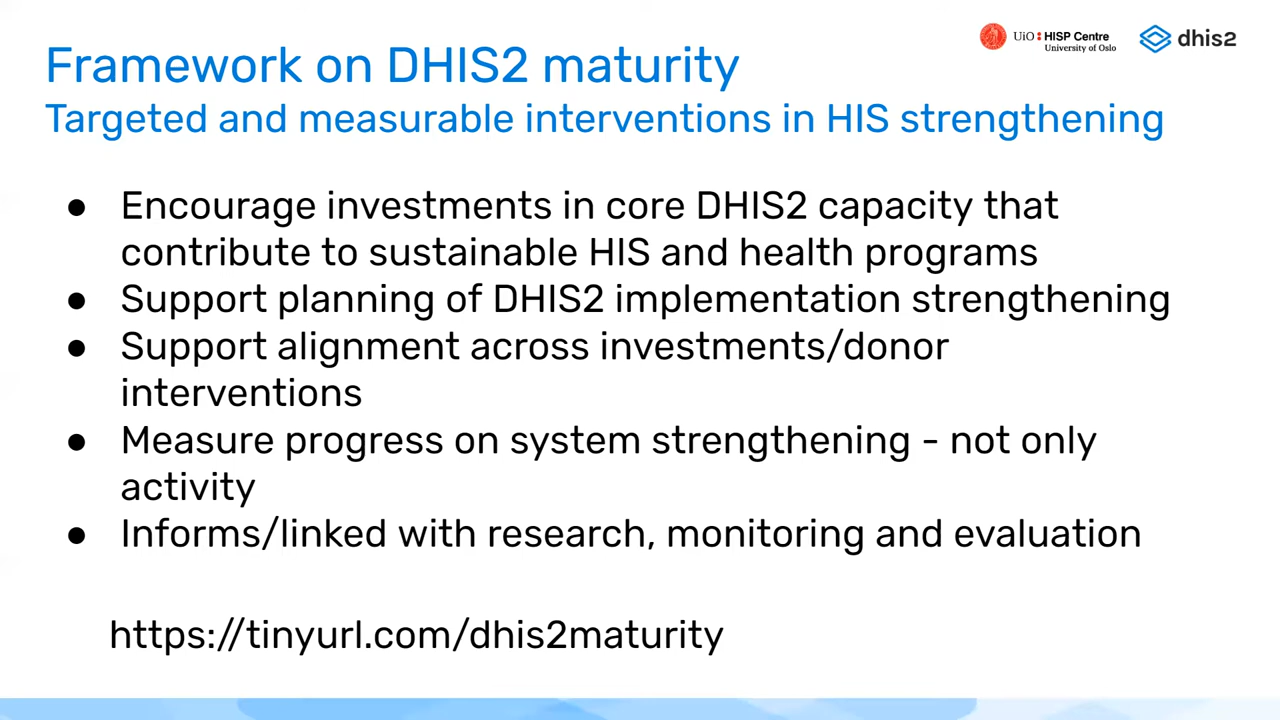 UiO HISP Centre
University of Oslo
dhis2
Framework on DHIS2 maturity
Targeted and measurable interventions in HIS strengthening
● Encourage investments in core DHIS2 capacity that
contribute to sustainable HIS and health programs
● Support planning of DHIS2 implementation strengthening
● Support alignment across investments/donor
interventions
● Measure progress on system strengthening - not only
activity
● Informs/linked with research, monitoring and evaluation
https://tinyurl.com/dhis2maturity